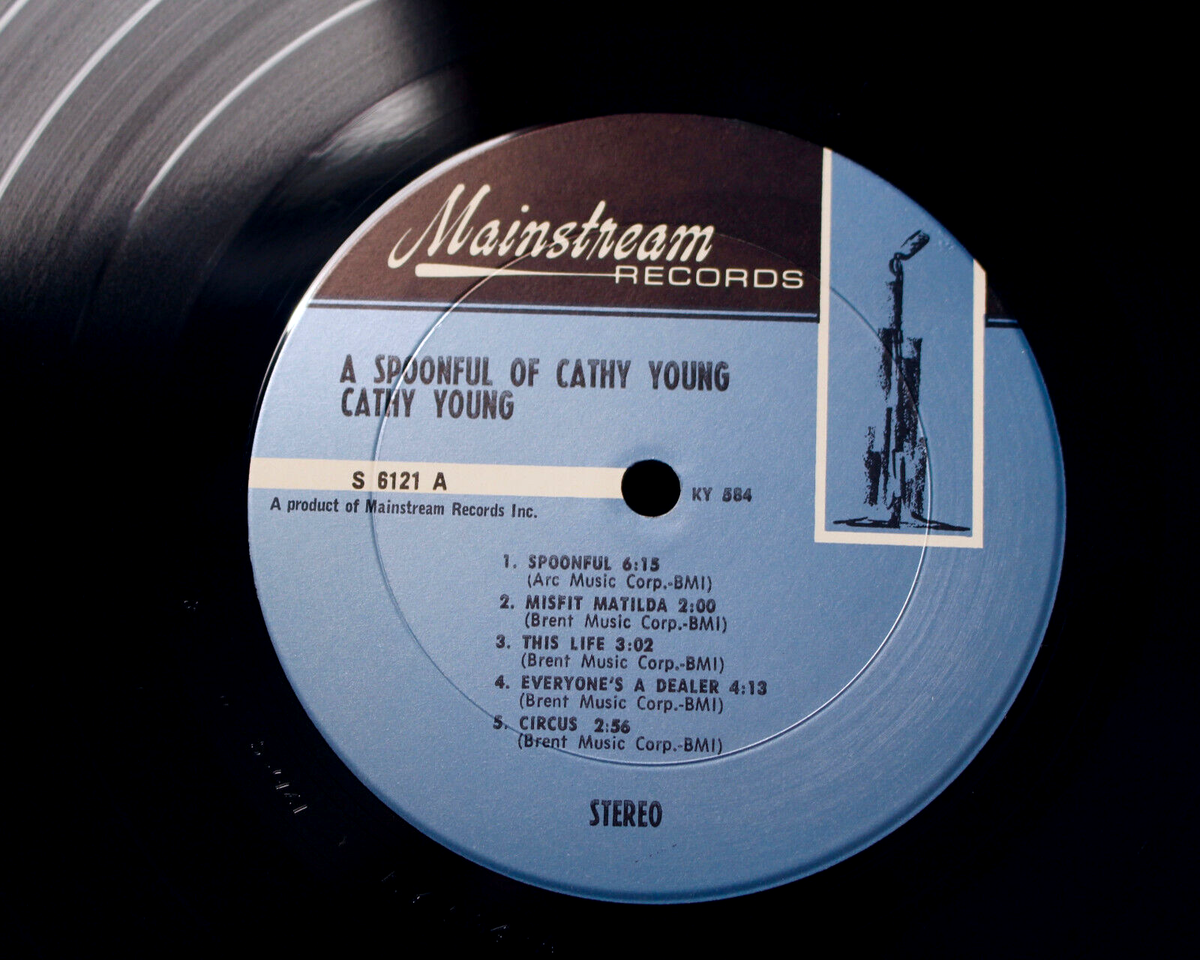 Mainstream
RECORDS
A SPOONFUL OF CATHY YOUNG
CATHY YOUNG
S 6121 A
KY 584
A product of Mainstream Records Inc.
1. SPOONFUL 6:15
(Arc Music Corp.-BMI)
2. MISFIT MATILDA 2:00
(Brent Music Corp.-BMI)
3. THIS LIFE 3:02
(Brent Music Corp.-BMI)
4. EVERYONE'S A DEALER 4:13
(Brent Music Corp.-BMI)
5. CIRCUS 2:56
(Brent Music Corp.-BMI)
STEREO